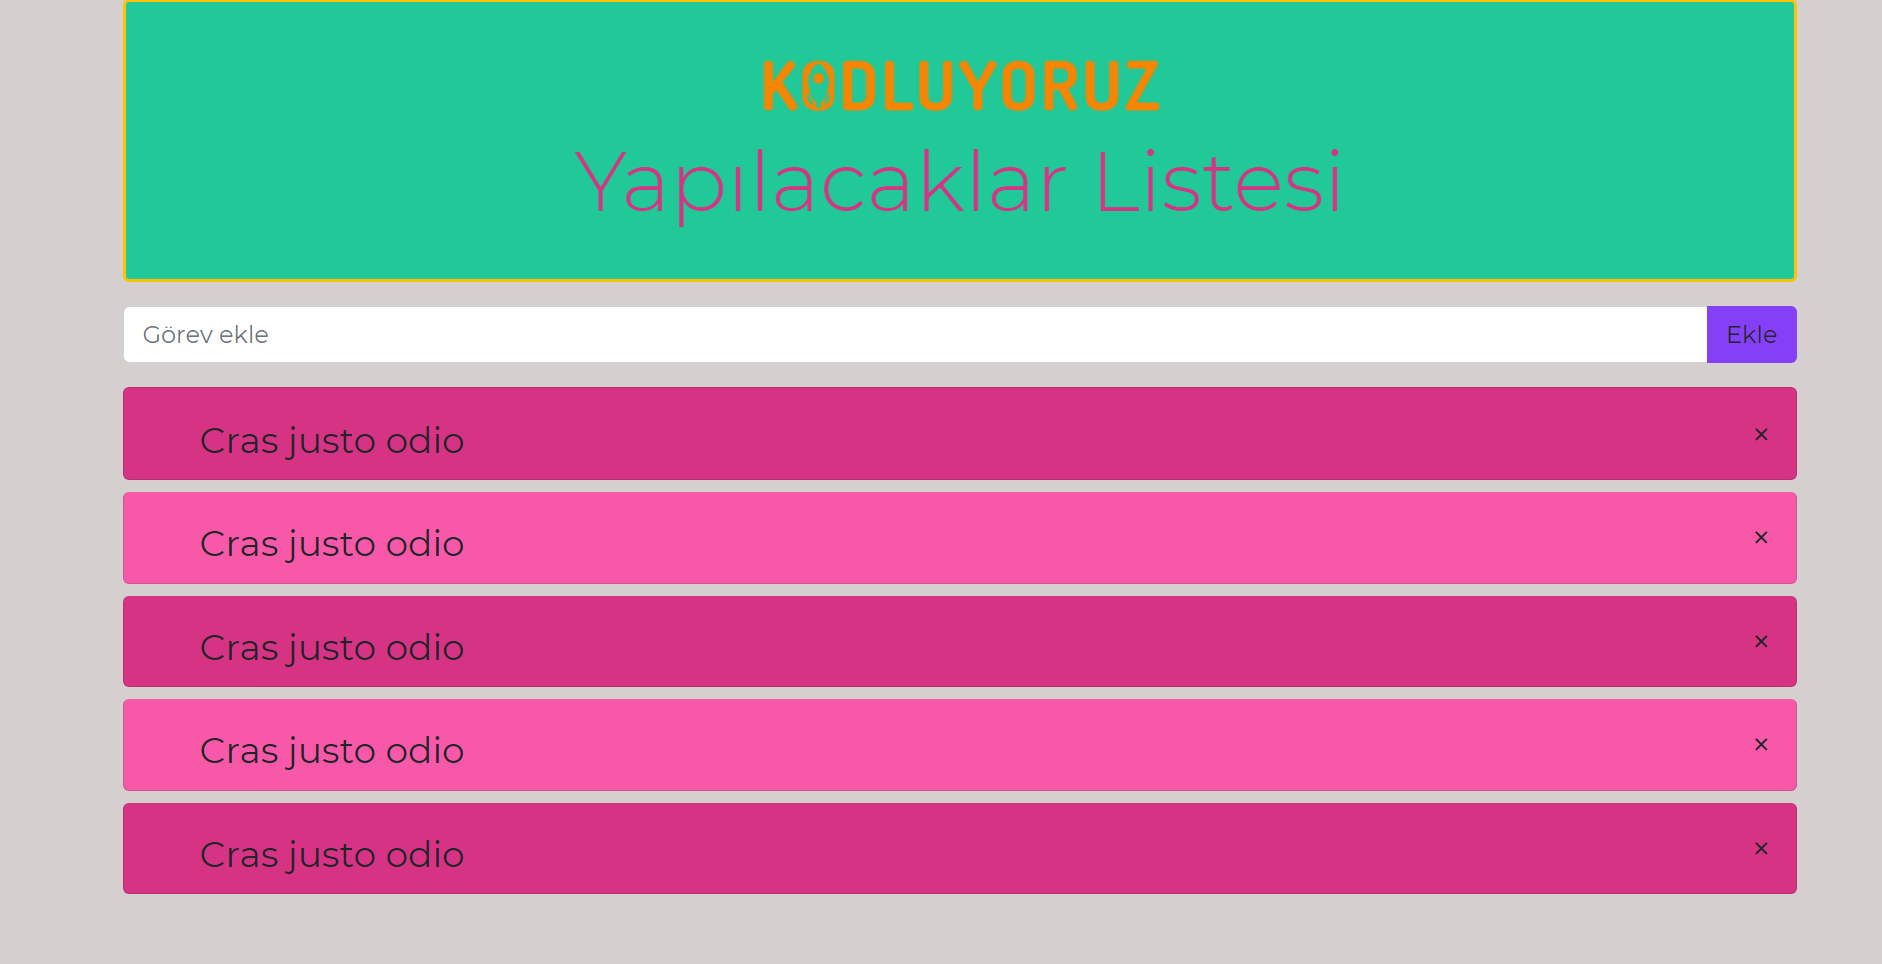 KODLUYORUZ
Yapılacaklar Listesi
Görev ekle
Ekle
Cras justo odio
×
Cras justo odio
×
Cras justo odio
×
Cras justo odio
×
Cras justo odio
×